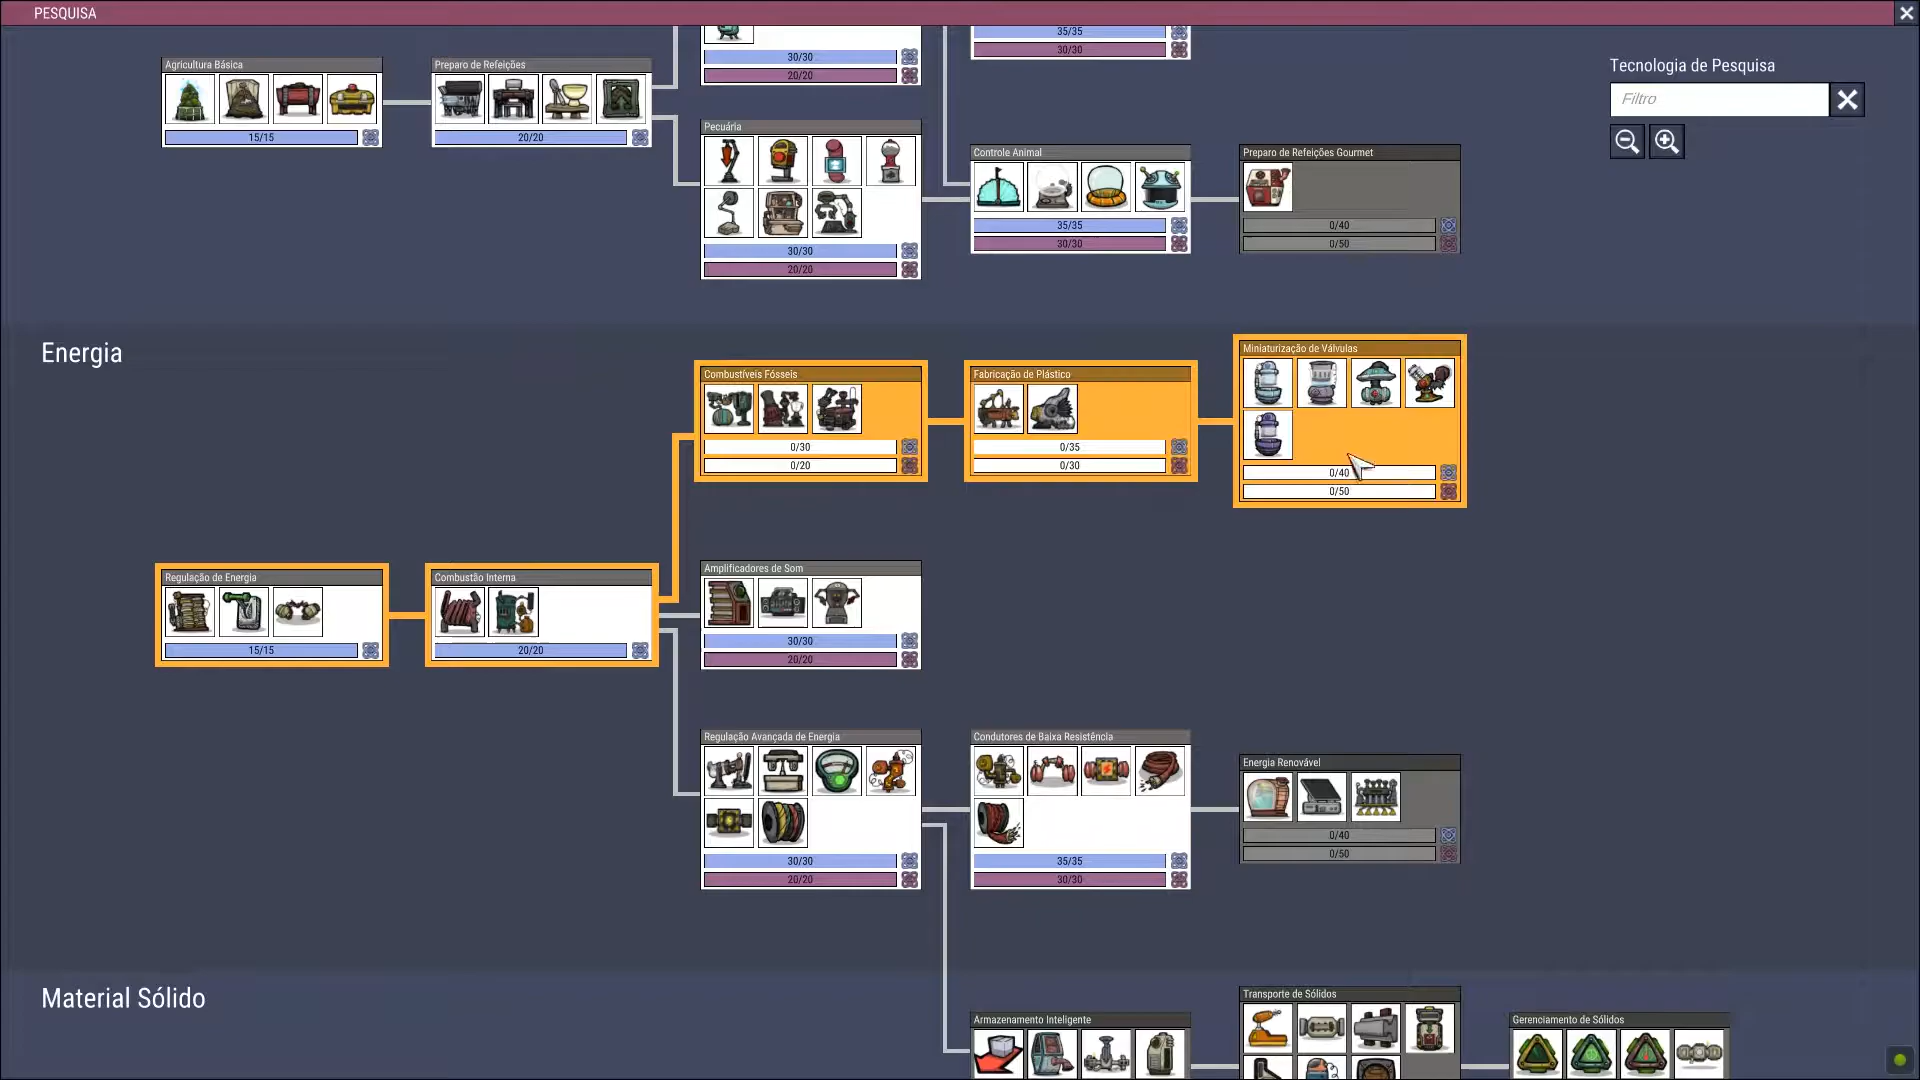 PESQUISA
Tecnologia de Pesquisa
Filtro
30/30
20/20
35/35
30/30
Agricultura Básica
15/15
Preparo de Refeições
20/20
Pecuária
30/30
20/20
Controle Animal
35/35
30/30
Preparo de Refeições Gourmet
0/40
0/50
Energia
Combustíveis Fósseis
0/30
0/20
Fabricação de Plástico
0/35
0/30
Miniaturização de Válvulas
0/40
0/50
Regulação de Energia
15/15
Combustão Interna
20/20
Amplificadores de Som
30/30
20/20
Regulação Avançada de Energia
30/30
20/20
Condutores de Baixa Resistência
35/35
30/30
Energia Renovável
0/40
0/50
Material Sólido
Armazenamento Inteligente
Transporte de Sólidos
Gerenciamento de Sólidos